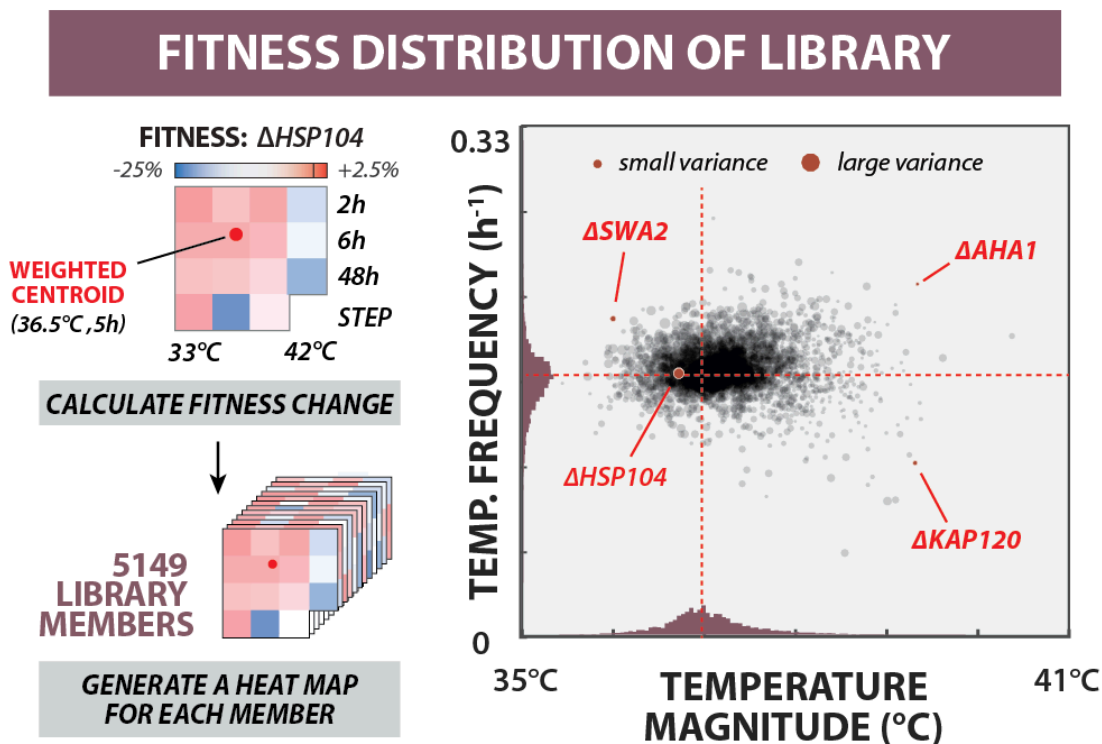 FITNESS DISTRIBUTION OF LIBRARY
FITNESS: ΔHSP104
-25%
+2.5%
2h
6h
48h
STEP
WEIGHTED
CENTROID
(36.5°C ,5h)
33°C
42°C
CALCULATE FITNESS CHANGE
5149
LIBRARY
MEMBERS
GENERATE A HEAT MAP
FOR EACH MEMBER
0.33
small variance
large variance
ΔSWA2
ΔAHA1
ΔHSP104
ΔKAP120
TEMP. FREQUENCY (h⁻¹)
0
35°C
41°C
TEMPERATURE
MAGNITUDE (°C)